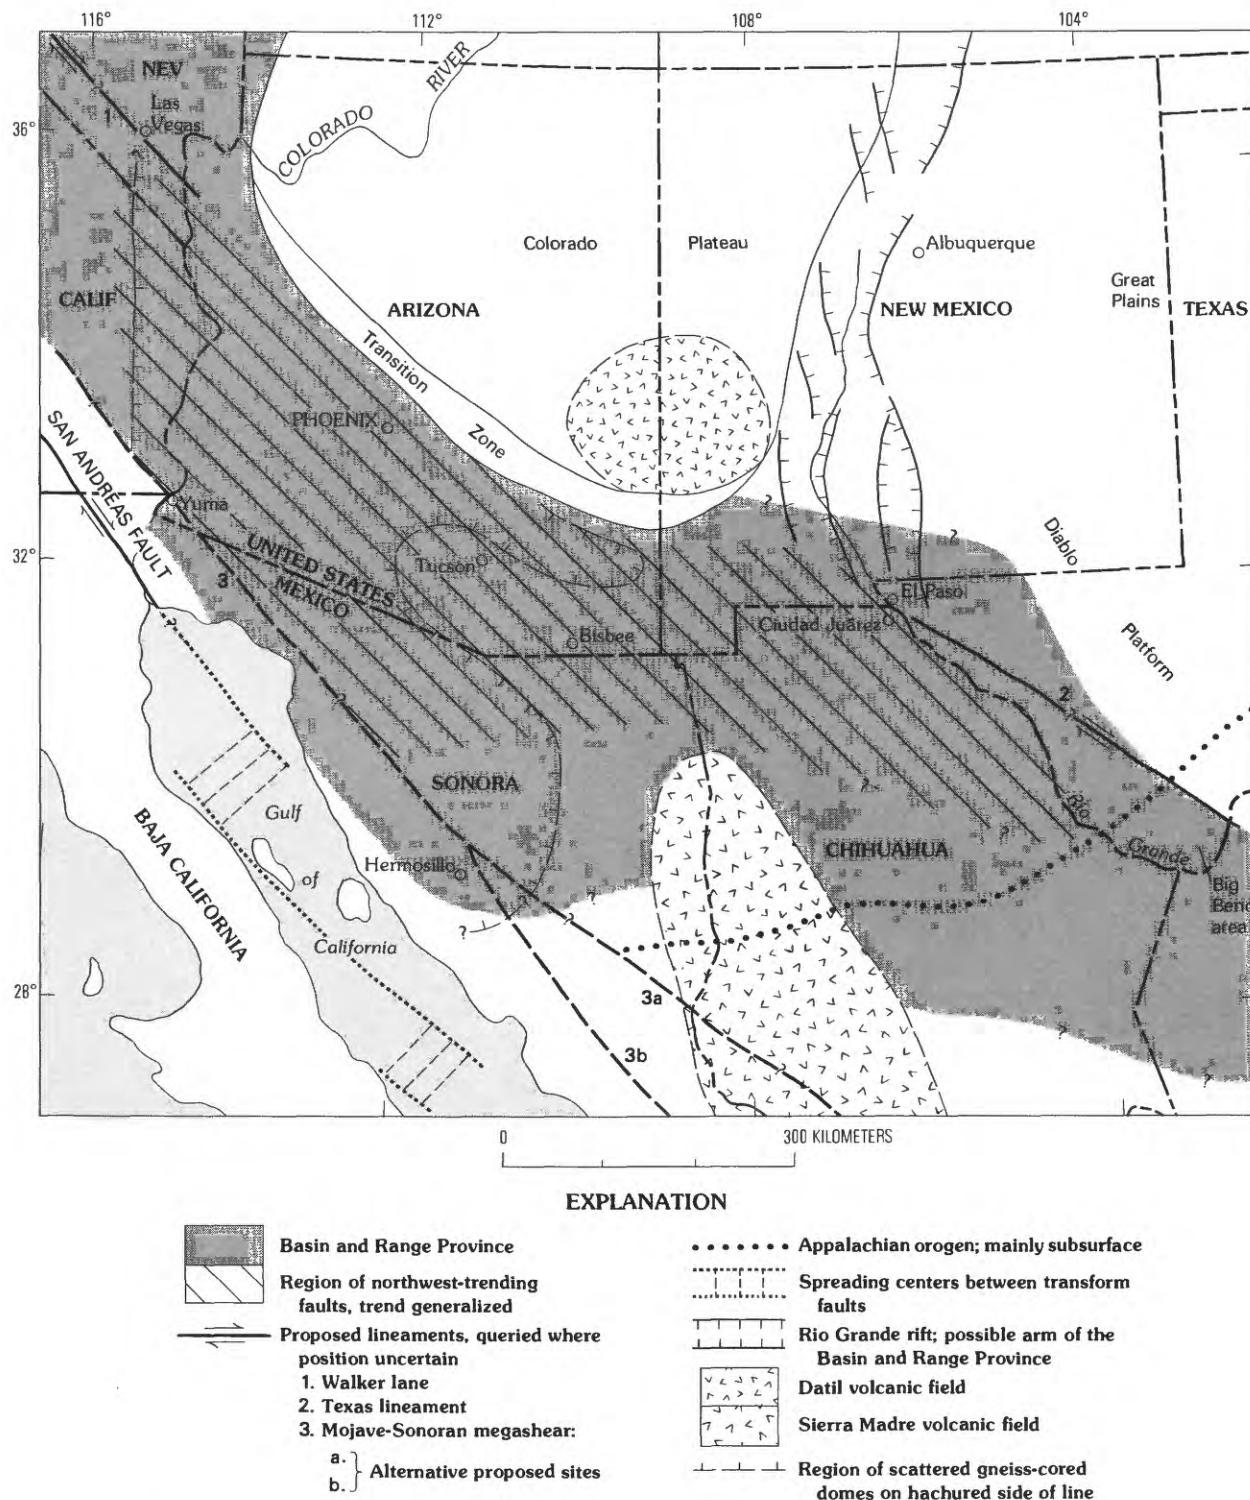 116°
112°
108°
104°
36°
32°
28°
NEV
Las
Vegas
1
COLORADO RIVER
Colorado Plateau
Albuquerque
CALIF
ARIZONA
NEW MEXICO
Great
Plains
TEXAS
Transition
Zone
PHOENIX
SAN ANDREAS FAULT
Yuma
UNITED STATES
MEXICO
Tucson
3
?
?
Diablo
Platform
El Paso
Ciudad Juárez
Bisbee
2
?
?
SONORA
Gulf
of
California
BAJA CALIFORNIA
Hermosillo
CHIHUAHUA
Rio
Grande
Big
Bend
area
?
?
?
3a
3b
?
?
0
300 KILOMETERS
EXPLANATION
Basin and Range Province
Region of northwest-trending
faults, trend generalized
Proposed lineaments, queried where
position uncertain
1. Walker lane
2. Texas lineament
3. Mojave-Sonoran megashear:
a.
b.
Alternative proposed sites
Appalachian orogen; mainly subsurface
Spreading centers between transform
faults
Rio Grande rift; possible arm of the
Basin and Range Province
Datil volcanic field
Sierra Madre volcanic field
Region of scattered gneiss-cored
domes on hachured side of line